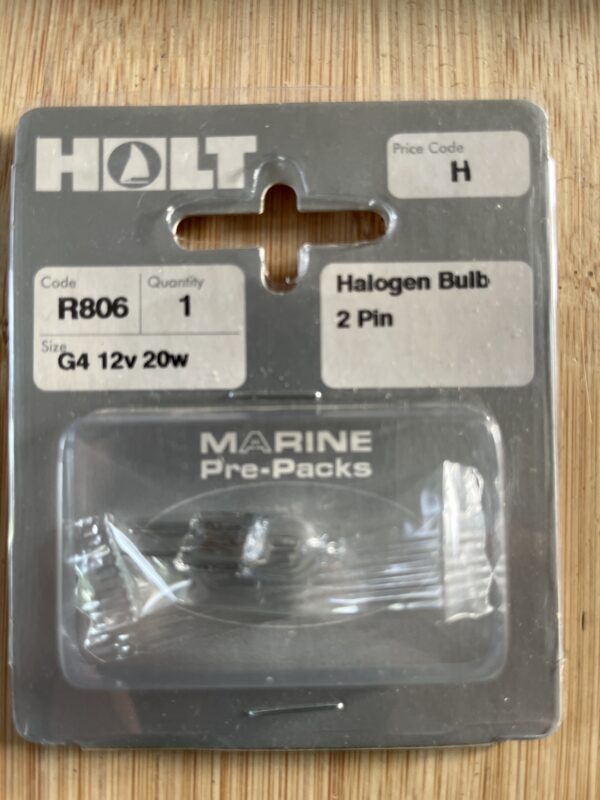 HOLT
Price Code
H
Code
R806
Quantity
1
Size
G4 12v 20w
Halogen Bulb
2 Pin
MARINE
Pre-Packs